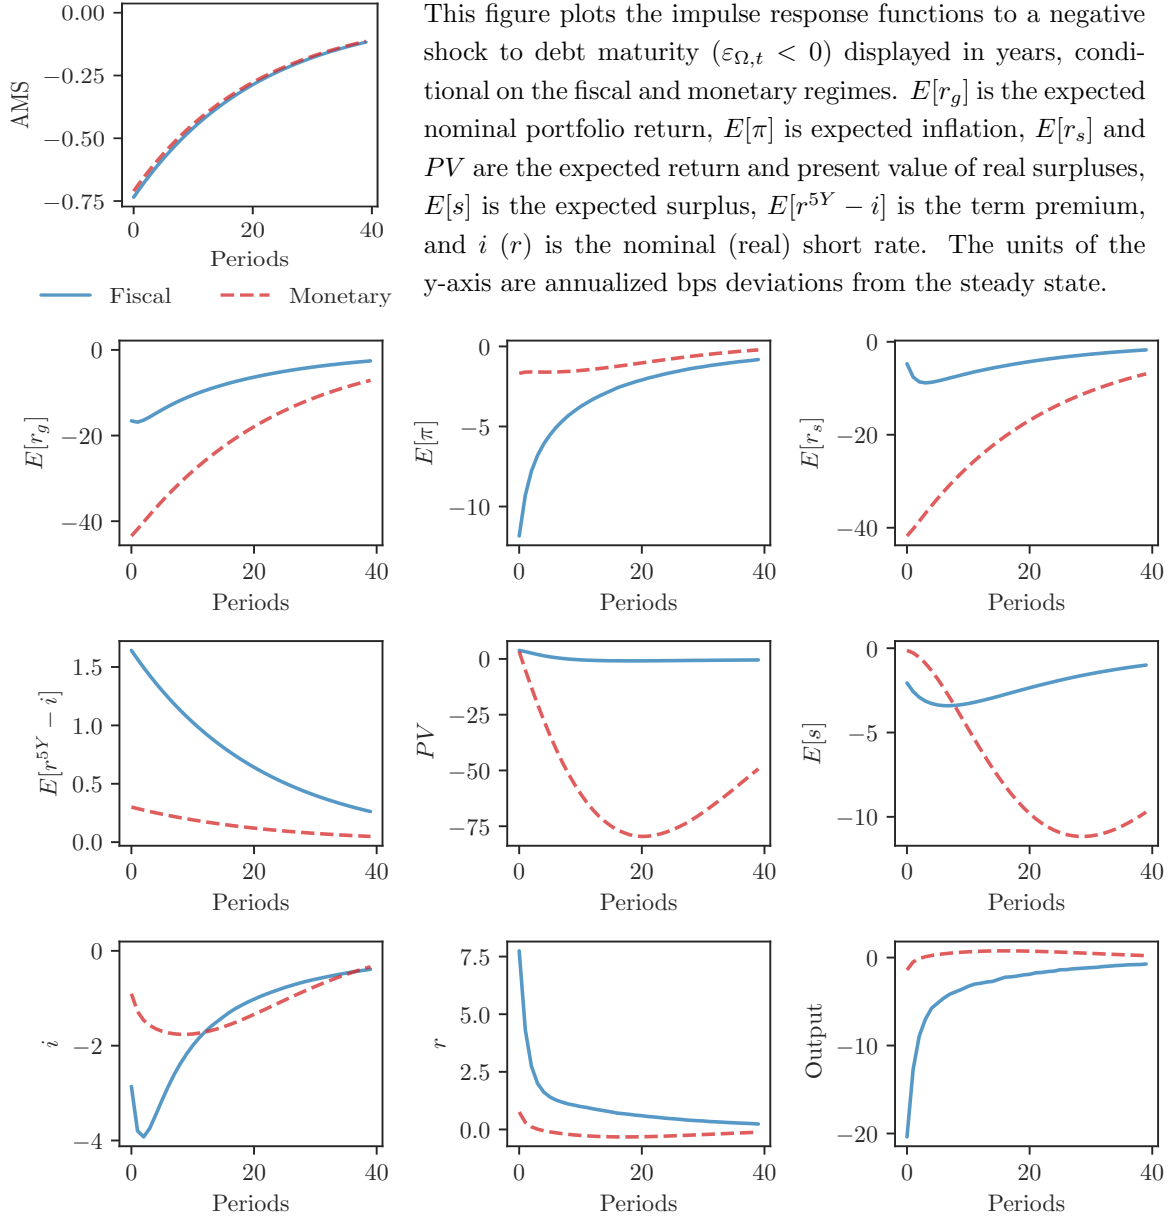 0.00
−0.25
−0.50
−0.75
AMS
0 20 40
Periods
Fiscal Monetary
This figure plots the impulse response functions to a negative
shock to debt maturity (εΩ,t < 0) displayed in years, condi-
tional on the fiscal and monetary regimes. E[rg] is the expected
nominal portfolio return, E[π] is expected inflation, E[rs] and
PV are the expected return and present value of real surpluses,
E[s] is the expected surplus, E[r^5Y − i] is the term premium,
and i (r) is the nominal (real) short rate. The units of the
y-axis are annualized bps deviations from the steady state.
0
−20
−40
E[rg]
0 20 40
Periods
0
−5
−10
E[π]
0 20 40
Periods
0
−20
−40
E[rs]
0 20 40
Periods
1.5
1.0
0.5
0.0
E[r^5Y − i]
0 20 40
Periods
0
−25
−50
−75
PV
0 20 40
Periods
0
−5
−10
E[s]
0 20 40
Periods
0
−2
−4
i
0 20 40
Periods
7.5
5.0
2.5
0.0
r
0 20 40
Periods
0
−10
−20
Output
0 20 40
Periods